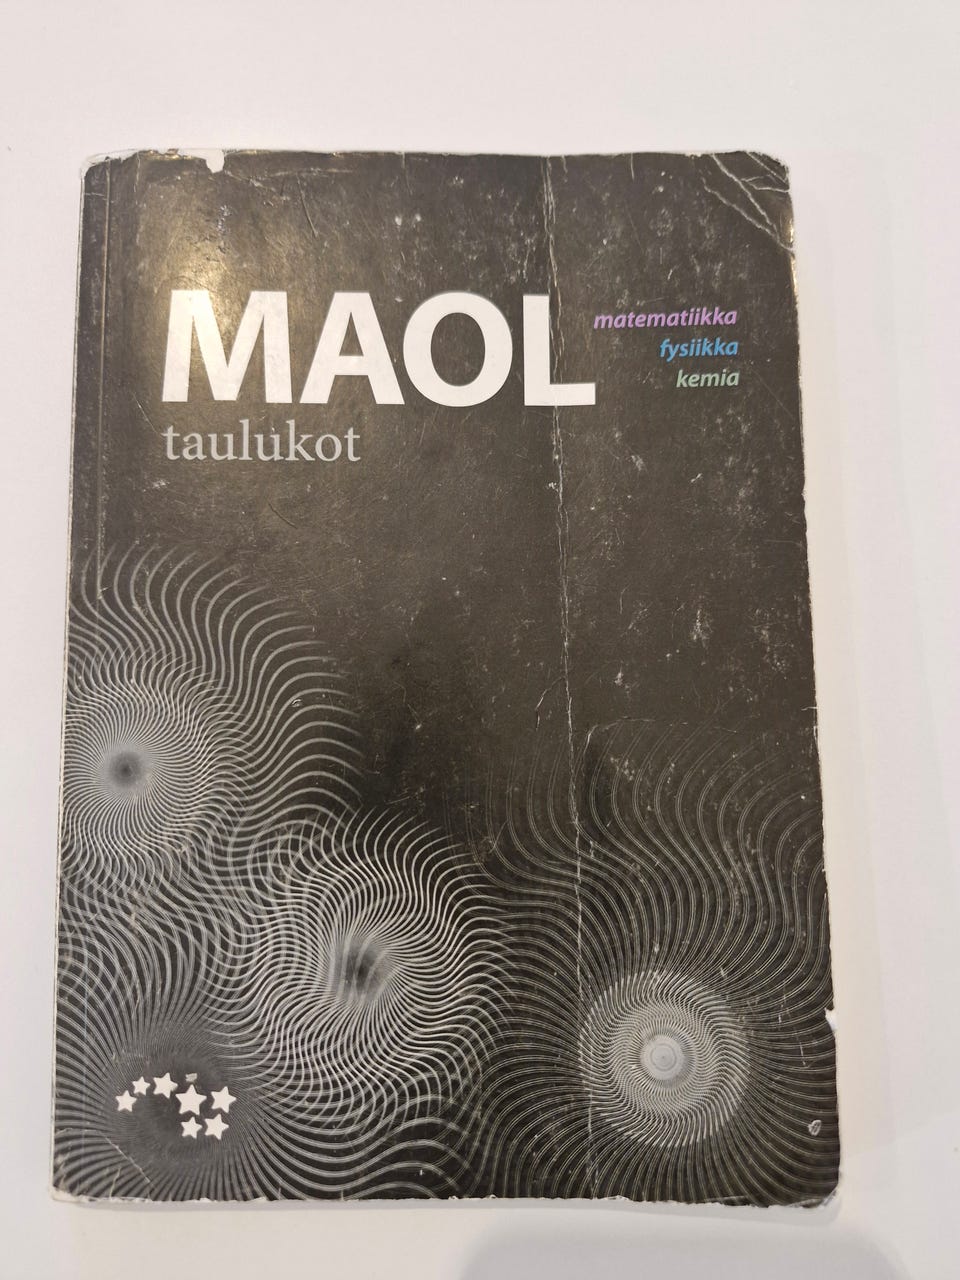 MAOL
taulukot
matematiikka
fysiikka
kemia